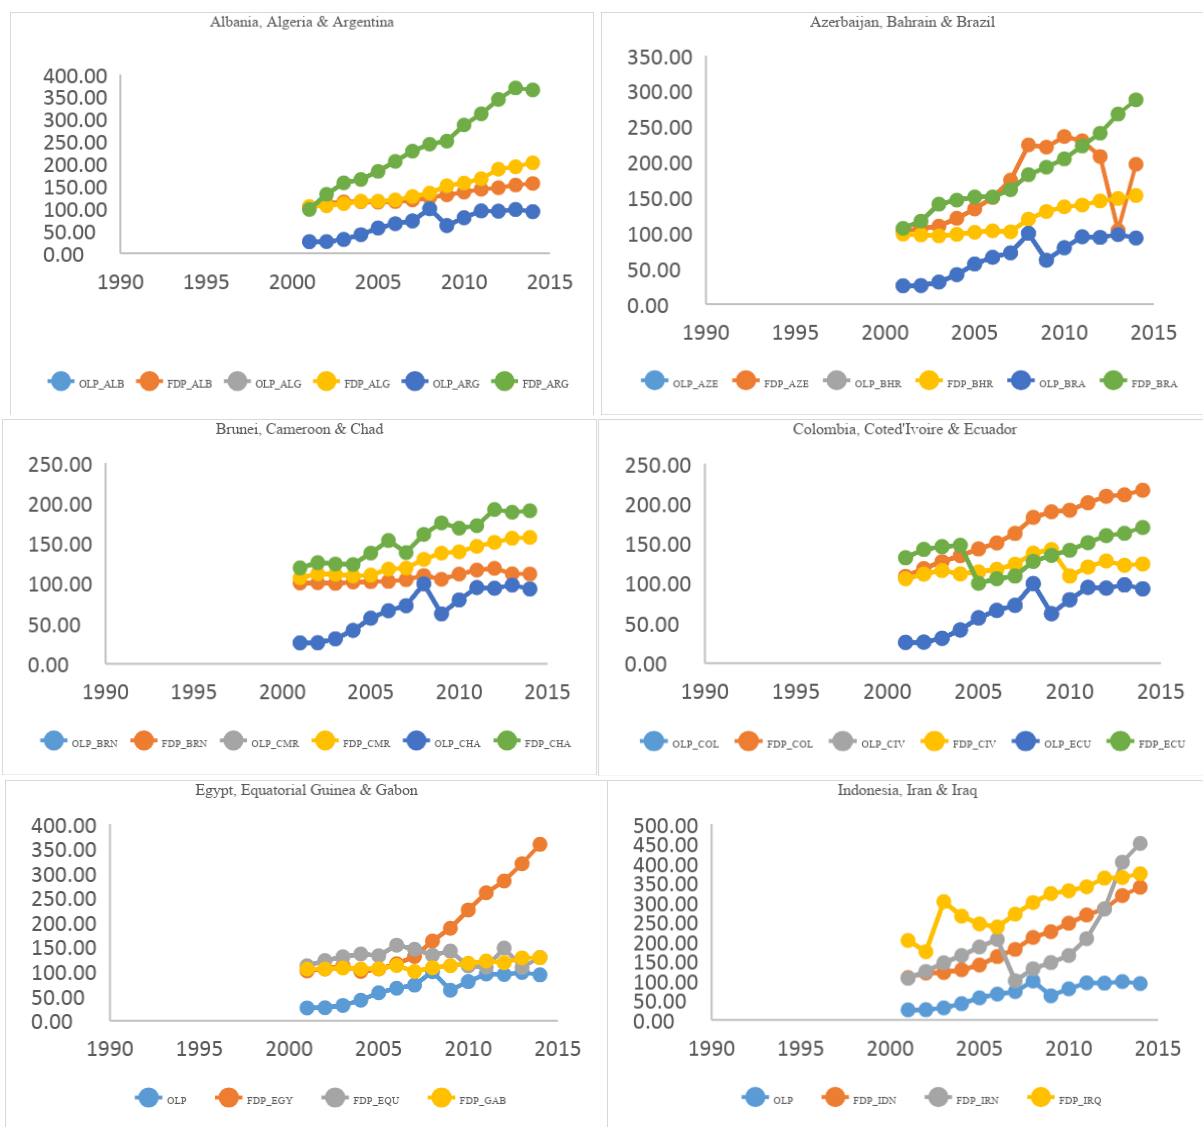 Albania, Algeria & Argentina
400.00
350.00
300.00
250.00
200.00
150.00
100.00
50.00
0.00
1990 1995 2000 2005 2010 2015
OLP_ALB FDP_ALB OLP_ALG FDP_ALG OLP_ARG FDP_ARG
Azerbaijan, Bahrain & Brazil
350.00
300.00
250.00
200.00
150.00
100.00
50.00
0.00
1990 1995 2000 2005 2010 2015
OLP_AZE FDP_AZE OLP_BHR FDP_BHR OLP_BRA FDP_BRA
Brunei, Cameroon & Chad
250.00
200.00
150.00
100.00
50.00
0.00
1990 1995 2000 2005 2010 2015
OLP_BRN FDP_BRN OLP_CMR FDP_CMR OLP_CHA FDP_CHA
Colombia, Coted'Ivoire & Ecuador
250.00
200.00
150.00
100.00
50.00
0.00
1990 1995 2000 2005 2010 2015
OLP_COL FDP_COL OLP_CIV FDP_CIV OLP_ECU FDP_ECU
Egypt, Equatorial Guinea & Gabon
400.00
350.00
300.00
250.00
200.00
150.00
100.00
50.00
0.00
1990 1995 2000 2005 2010 2015
OLP FDP_EGY FDP_EQU FDP_GAB
Indonesia, Iran & Iraq
500.00
450.00
400.00
350.00
300.00
250.00
200.00
150.00
100.00
50.00
0.00
1990 1995 2000 2005 2010 2015
OLP FDP_IDN FDP_IRN FDP_IRQ